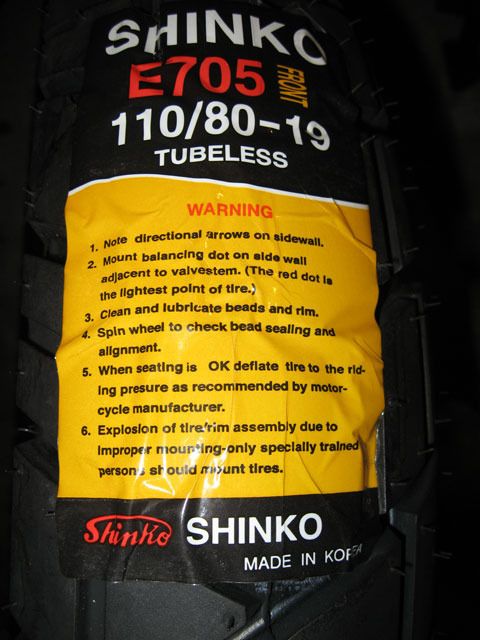 SHINKO
E705 FRONT
110/80-19
TUBELESS
WARNING
1. Note directional arrows on sidewall.
2. Mount balancing dot on side wall
adjacent to valvestem. (The red dot is
the lightest point of tire.)
3. Clean and lubricate beads and rim.
4. Spin wheel to check bead sealing and
alignment.
5. When seating is OK deflate tire to the rid-
ing presure as recommended by motor-
cycle manufacturer.
6. Explosion of tire/rim assembly due to
improper mounting-only specially trained
persons should mount tires.
Shinko SHINKO
MADE IN KOREA